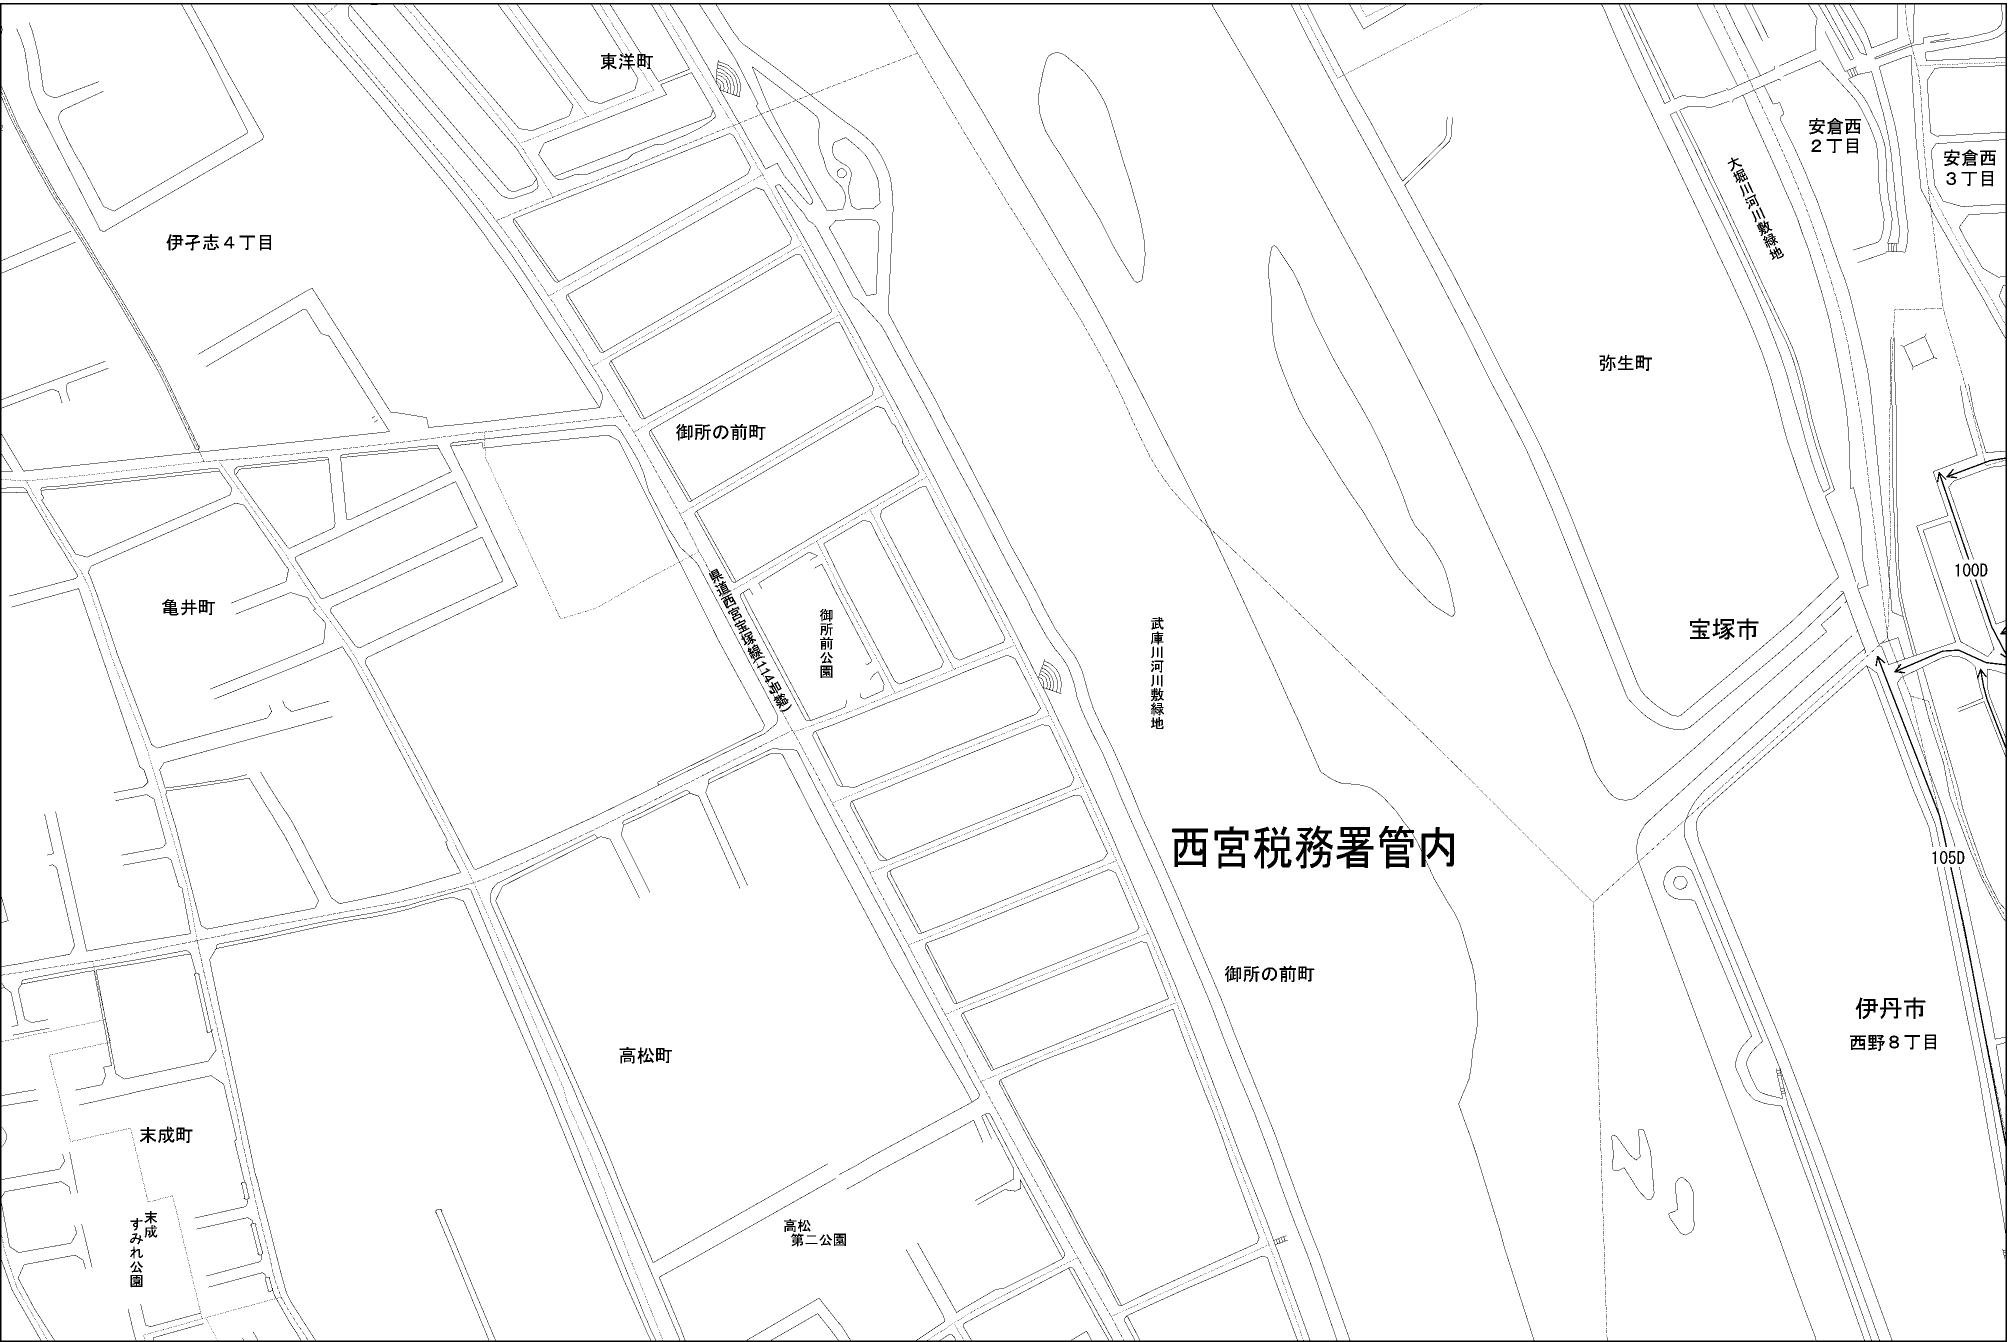 東洋町
安倉西
２丁目
安倉西
３丁目
大堀川河川敷緑地
伊孑志４丁目
弥生町
御所の前町
100D
県道西宮宝塚線(114号線)
亀井町
御所前公園
武庫川河川敷緑地
宝塚市
西宮税務署管内
105D
御所の前町
伊丹市
西野８丁目
高松町
末成町
末成
すみれ公園
高松
第二公園